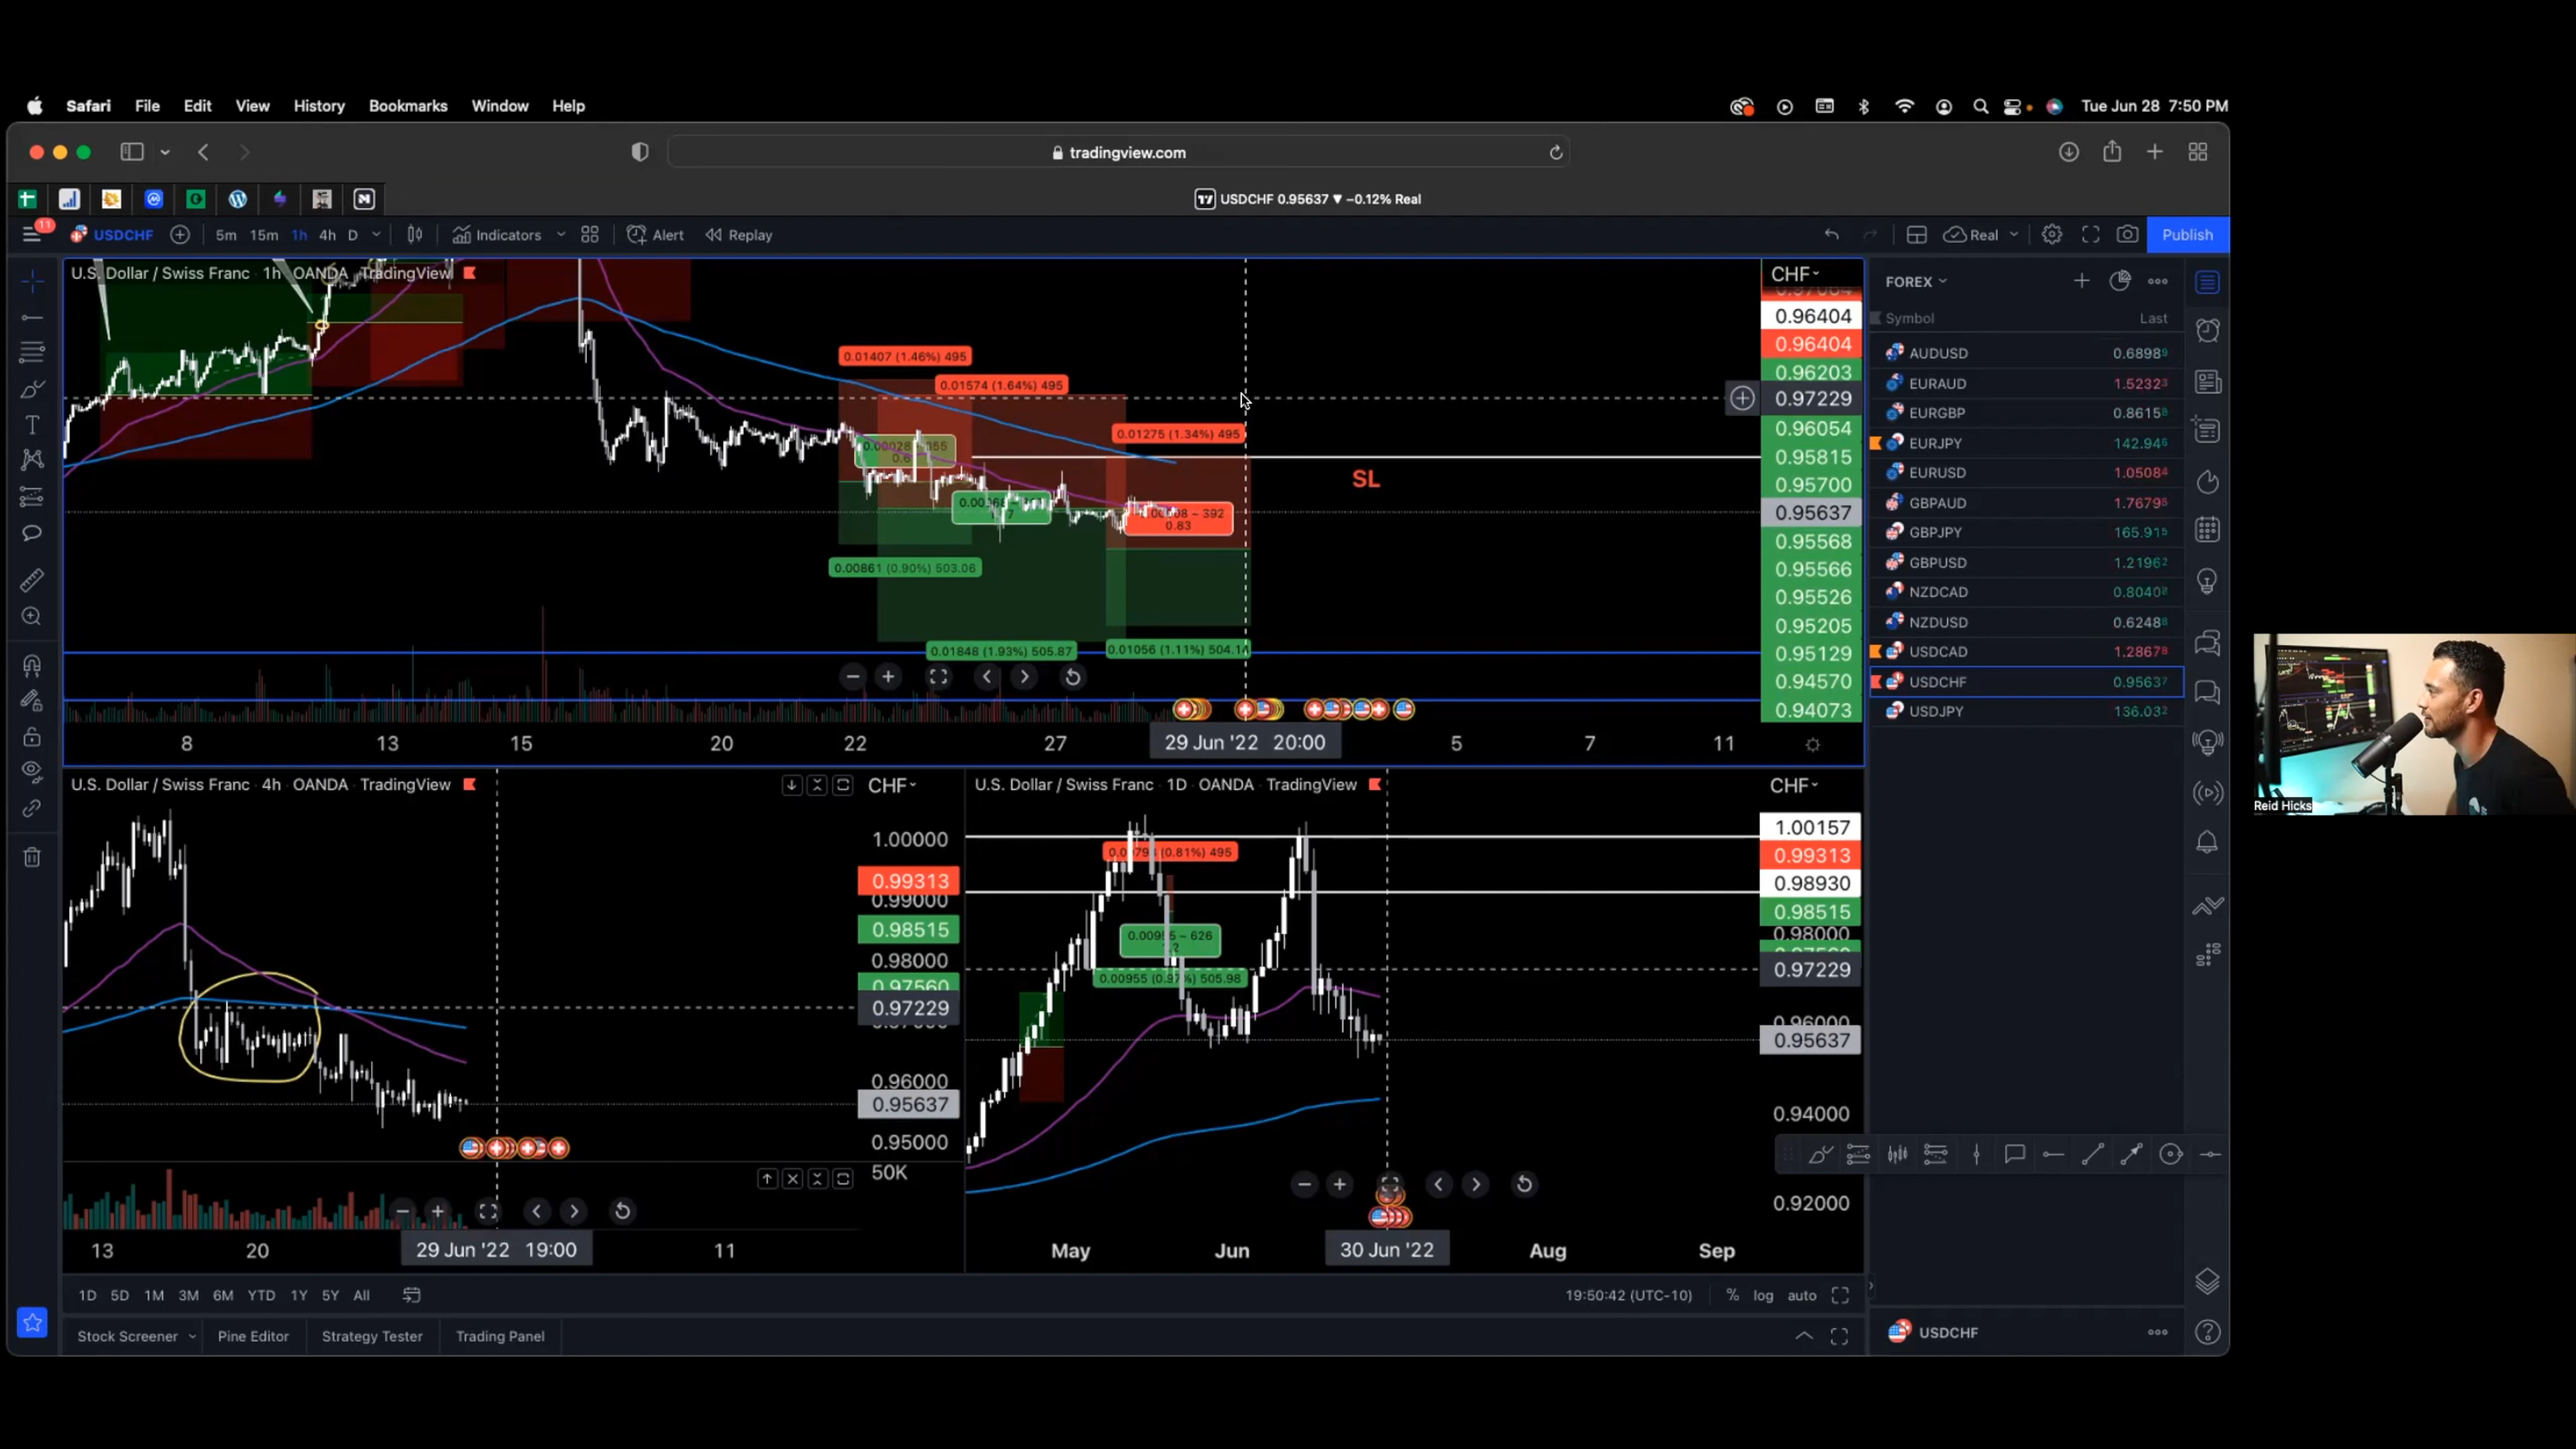 Safari File Edit View History Bookmarks Window Help
Tue Jun 28 7:50 PM
tradingview.com
USDCHF 0.95637 ▼ −0.12% Real
11
USDCHF 5m 15m 1h 4h D Indicators Alert Replay
Real Publish
U.S. Dollar / Swiss Franc 1h OANDA TradingView
CHF
0.96404
0.96404
0.96203
0.97229
0.96054
0.95815
0.95700
0.95637
0.95568
0.95566
0.95526
0.95205
0.95129
0.94570
0.94073
0.01407 (1.46%) 495
0.01574 (1.64%) 495
0.01275 (1.34%) 495
SL
0.83
0.00861 (0.90%) 503.06
0.01848 (1.93%) 505.87
0.01056 (1.11%) 504.14
8 13 15 20 22 27 29 Jun '22 20:00 5 7 11
FOREX
Symbol Last
AUDUSD 0.68989
EURAUD 1.52323
EURGBP 0.86158
EURJPY 142.946
EURUSD 1.05084
GBPAUD 1.76795
GBPJPY 165.915
GBPUSD 1.21962
NZDCAD 0.80408
NZDUSD 0.62488
USDCAD 1.28678
USDCHF 0.95637
USDJPY 136.032
Reid Hicks
U.S. Dollar / Swiss Franc 4h OANDA TradingView
CHF
1.00000
0.99313
0.99000
0.98515
0.98000
0.97560
0.97229
0.96000
0.95637
0.95000
50K
13 20 29 Jun '22 19:00 11
U.S. Dollar / Swiss Franc 1D OANDA TradingView
CHF
1.00157
0.99313
0.98930
0.98515
0.98000
0.97229
0.96000
0.95637
0.94000
0.92000
(0.81%) 495
0.00955 (0.97%) 505.98
May Jun 30 Jun '22 Aug Sep
1D 5D 1M 3M 6M YTD 1Y 5Y All
19:50:42 (UTC-10) % log auto
Stock Screener Pine Editor Strategy Tester Trading Panel
USDCHF